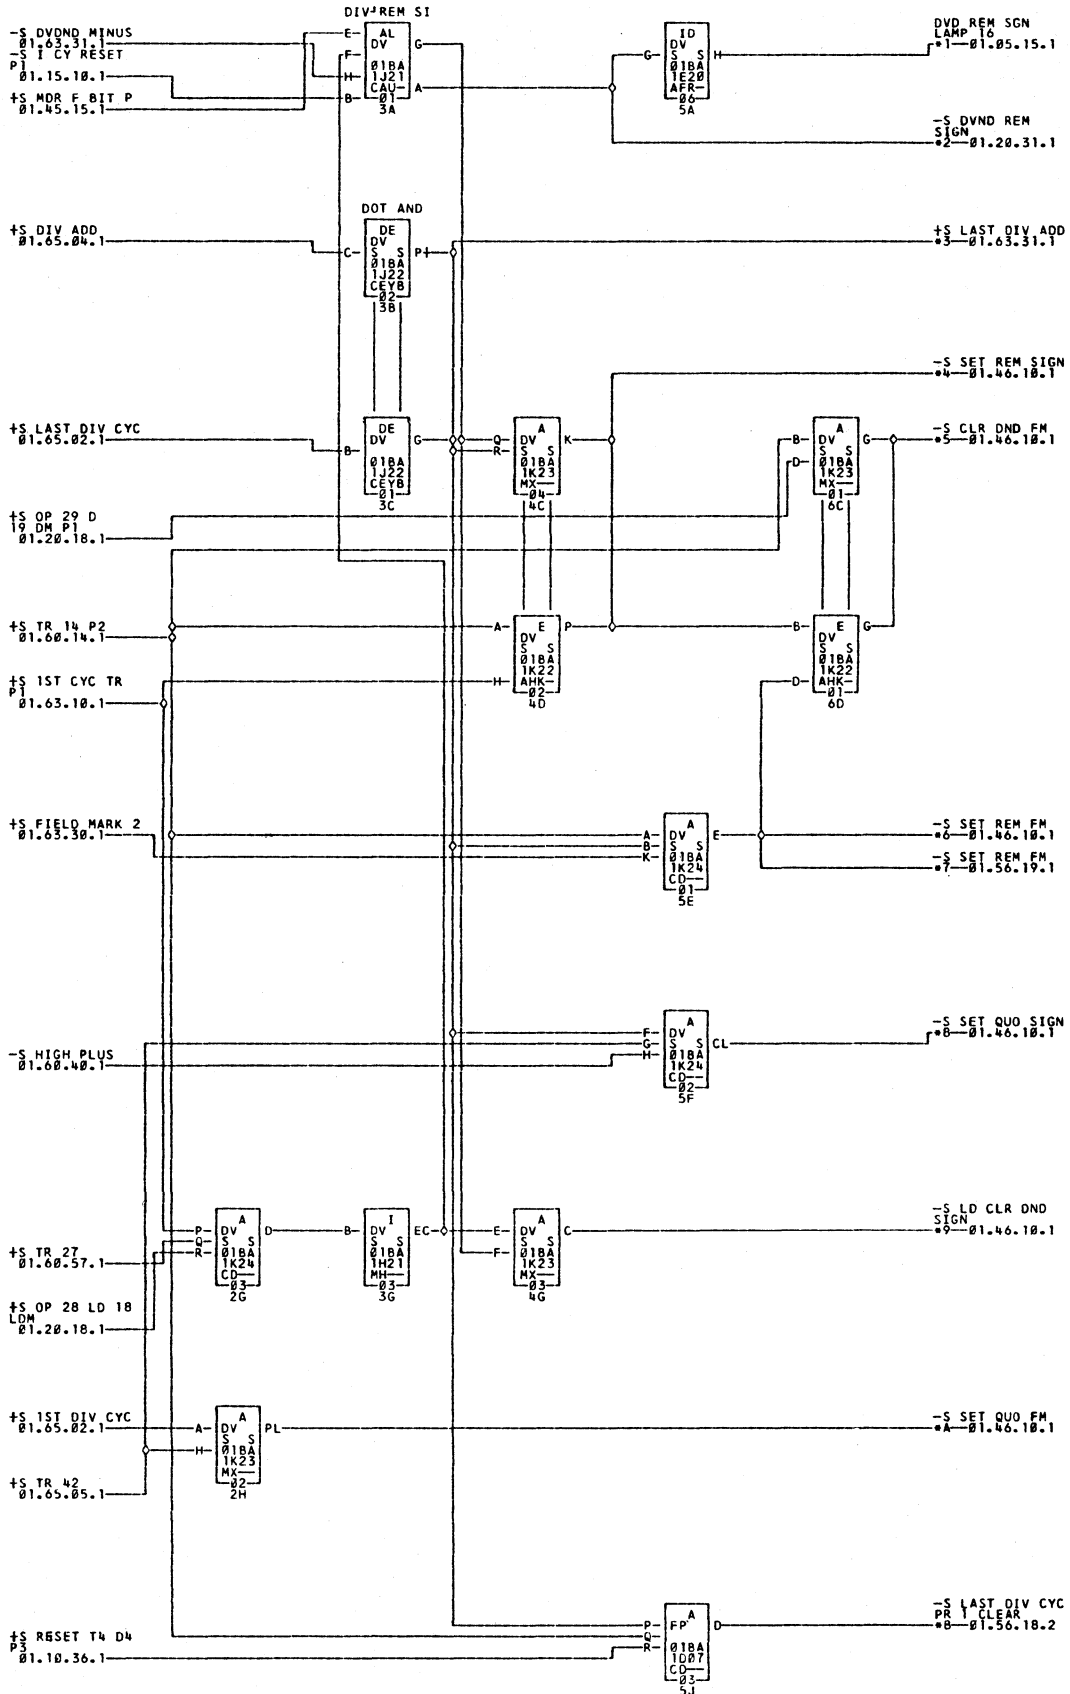 DIV-REM SI
-S DVDND MINUS
01.63.31.1
-S I CY RESET
P1
01.15.10.1
+S MDR F BIT P
01.45.15.1
E
F
H
B
AL
DV
01BA
1J21
CAU-
01
3A
G
A
G
ID
DV
S S
01BA
1E20
AFR-
06
5A
H
DVD REM SGN
LAMP 16
*1 01.05.15.1
-S DVND REM
SIGN
*2 01.20.31.1
DOT AND
+S DIV ADD
01.65.04.1
C
DE
DV
S S
01BA
1J22
CEYB
02
3B
P+
+S LAST DIV ADD
*3 01.63.31.1
-S SET REM SIGN
*4 01.46.10.1
+S LAST DIV CYC
01.65.02.1
B
DE
DV
01BA
1J22
CEYB
01
3C
G
Q
R
A
DV
S S
01BA
1K23
MX
04
4C
K
B
D
A
DV
S S
01BA
1K23
MX
01
6C
G
-S CLR DND FM
*5 01.46.10.1
+S OP 29 D
19 DM P1
01.20.18.1
+S TR 14 P2
01.60.14.1
+S 1ST CYC TR
P1
01.63.10.1
A
H
E
DV
S S
01BA
1K22
AHK-
02
4D
P
B
D
E
DV
S S
01BA
1K22
AHK-
01
6D
G
+S FIELD MARK 2
01.63.30.1
A
B
K
A
DV
S S
01BA
1K24
CD
01
5E
E
-S SET REM FM
*6 01.46.10.1
-S SET REM FM
*7 01.56.19.1
-S HIGH PLUS
01.60.40.1
F
G
H
A
DV
S S
01BA
1K24
CD
02
5F
CL
-S SET QUO SIGN
*8 01.46.10.1
+S TR 27
01.60.57.1
+S OP 28 LD 18
LDM
01.20.18.1
P
Q
R
A
DV
S S
01BA
1K24
CD
03
2G
D
B
I
DV
S S
01BA
1H21
MH
03
3G
EC
E
F
A
DV
S S
01BA
1K23
MX
03
4G
C
-S LD CLR DND
SIGN
*9 01.46.10.1
+S 1ST DIV CYC
01.65.02.1
+S TR 42
01.65.05.1
A
H
A
DV
S S
01BA
1K23
MX
02
2H
PL
-S SET QUO FM
*A 01.46.10.1
+S RESET T4 D4
P3
01.10.36.1
P
Q
R
A
FP
01BA
1D07
CD
03
5J
D
-S LAST DIV CYC
PR 1 CLEAR
*B 01.56.18.2